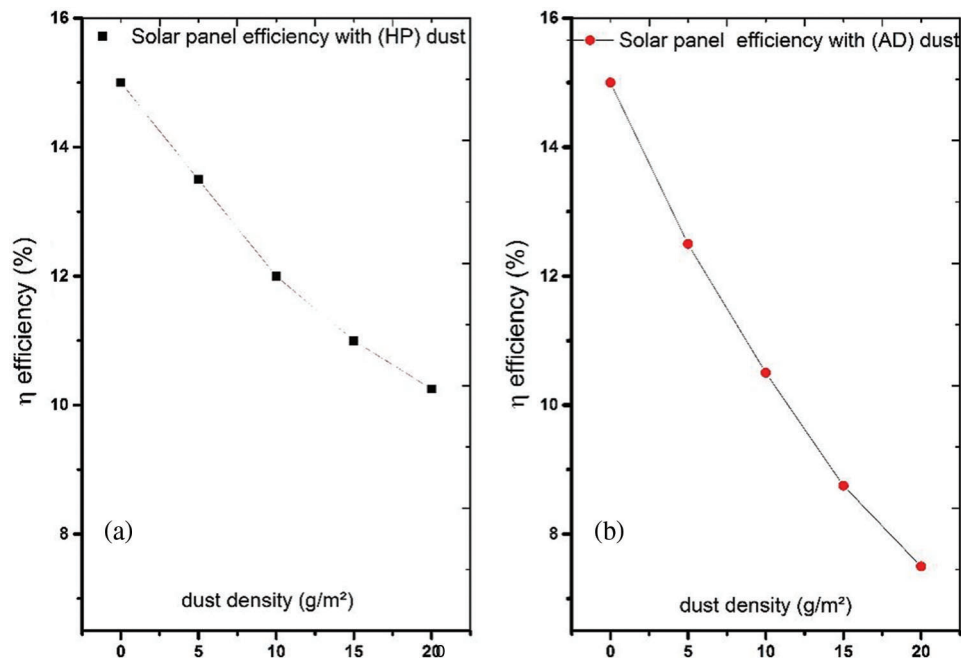 16
14
12
10
8
η efficiency (%)
Solar panel efficiency with (HP) dust
(a)
dust density (g/m²)
0 5 10 15 200
16
14
12
10
8
η efficiency (%)
Solar panel efficiency with (AD) dust
(b)
dust density (g/m²)
0 5 10 15 20